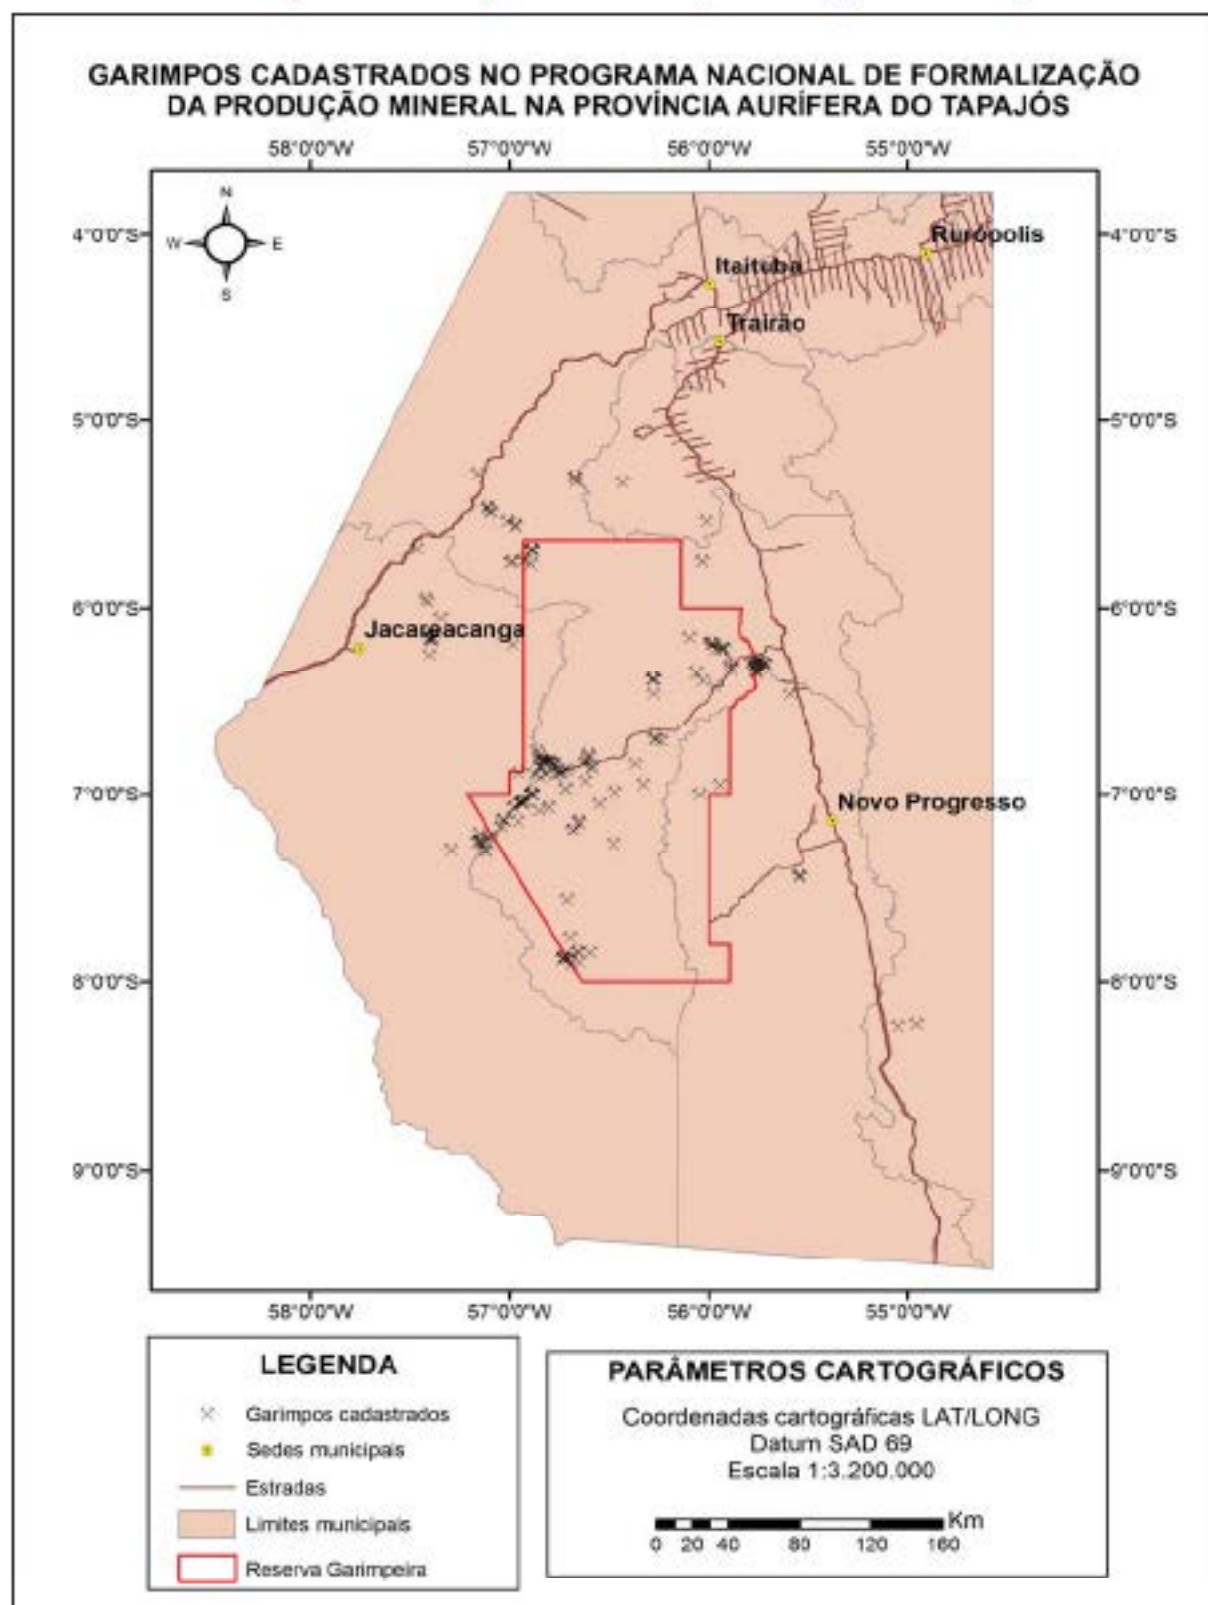 GARIMPOS CADASTRADOS NO PROGRAMA NACIONAL DE FORMALIZAÇÃO
DA PRODUÇÃO MINERAL NA PROVÍNCIA AURÍFERA DO TAPAJÓS
58°0'0"W 57°0'0"W 56°0'0"W 55°0'0"W
N
W E
S
4°0'0"S 4°0'0"S
Rurópolis
Itaituba
Trairão
5°0'0"S 5°0'0"S
6°0'0"S 6°0'0"S
Jacareacanga
7°0'0"S 7°0'0"S
Novo Progresso
8°0'0"S 8°0'0"S
9°0'0"S 9°0'0"S
58°0'0"W 57°0'0"W 56°0'0"W 55°0'0"W
LEGENDA
Garimpos cadastrados
Sedes municipais
Estradas
Limites municipais
Reserva Garimpeira
PARÂMETROS CARTOGRÁFICOS
Coordenadas cartográficas LAT/LONG
Datum SAD 69
Escala 1:3.200.000
Km
0 20 40 80 120 160